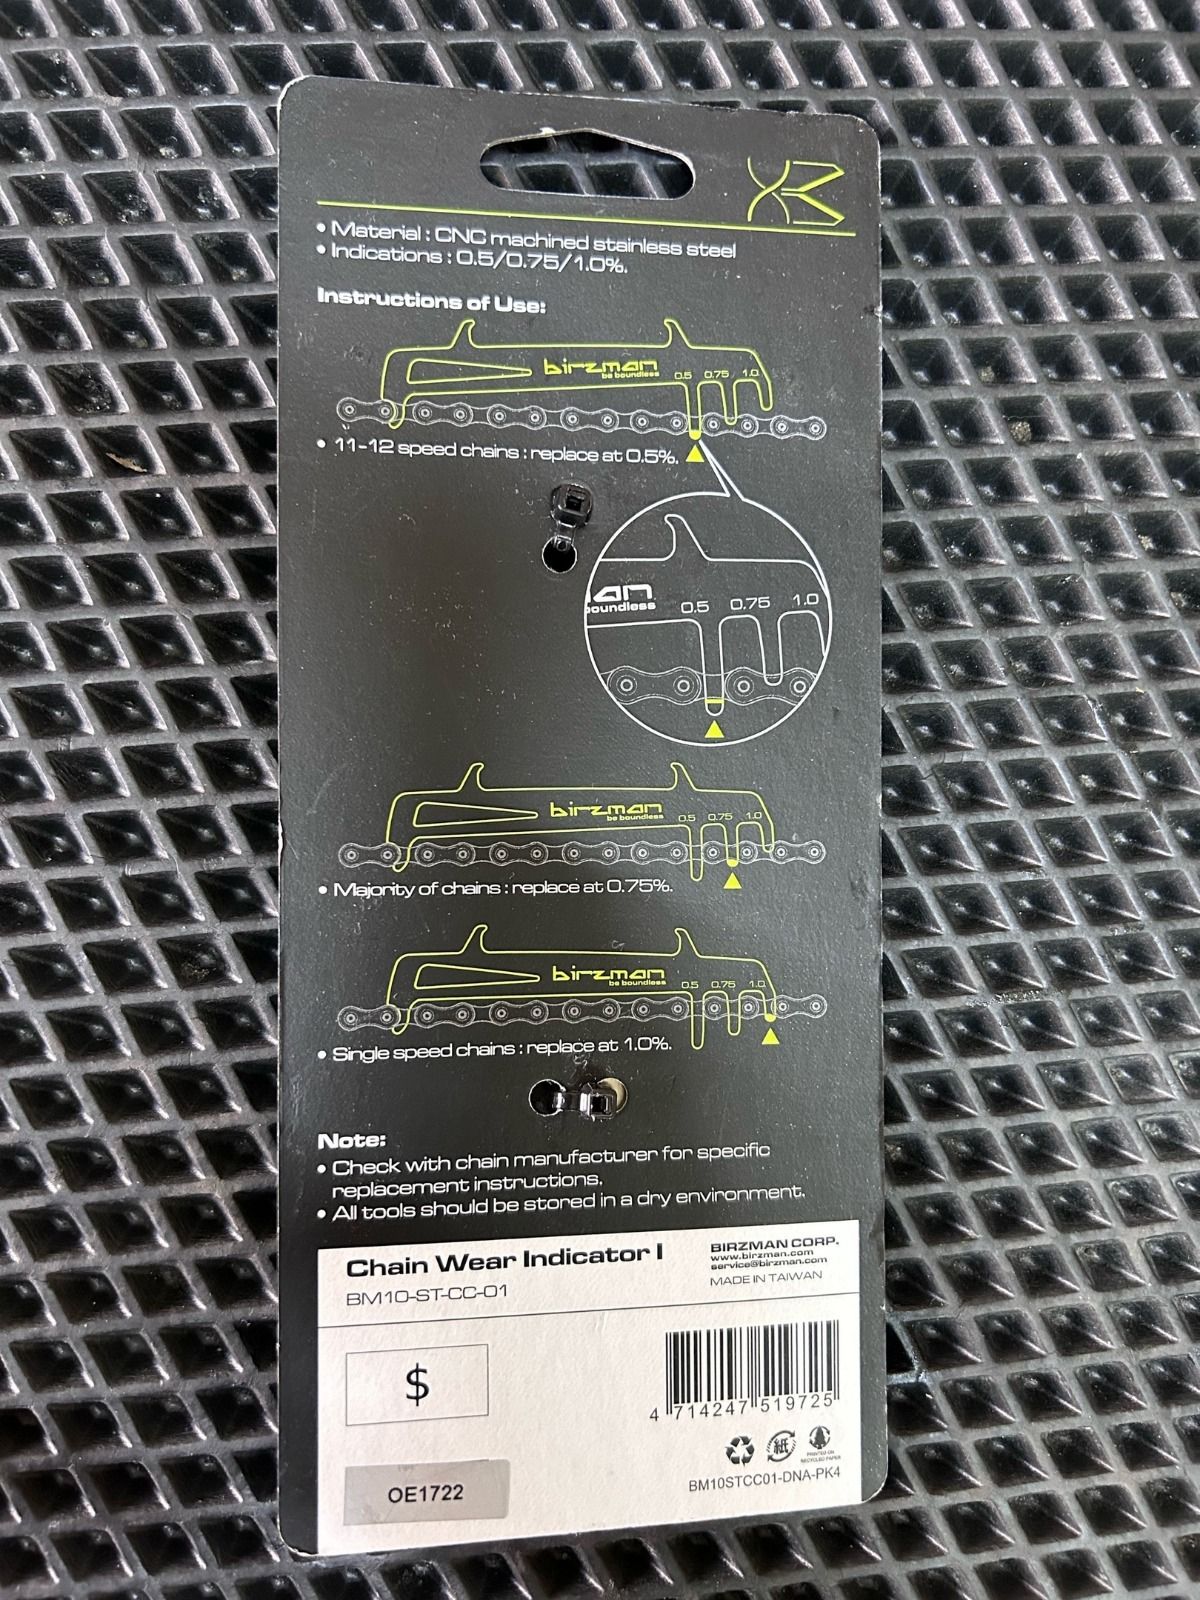 • Material : CNC machined stainless steel
• Indications : 0.5/0.75/1.0%.
Instructions of Use:
birzman
be boundless
0.5 0.75 1.0
• 11-12 speed chains : replace at 0.5%.
an
boundless
0.5 0.75 1.0
birzman
be boundless
0.5 0.75 1.0
• Majority of chains : replace at 0.75%.
birzman
be boundless
0.5 0.75 1.0
• Single speed chains : replace at 1.0%.
Note:
• Check with chain manufacturer for specific
replacement instructions.
• All tools should be stored in a dry environment.
Chain Wear Indicator I
BM10-ST-CC-01
BIRZMAN CORP.
www.birzman.com
service@birzman.com
MADE IN TAIWAN
$
4 714247 519725
紙
PRINTED ON
RECYCLED PAPER
BM10STCC01-DNA-PK4
OE1722